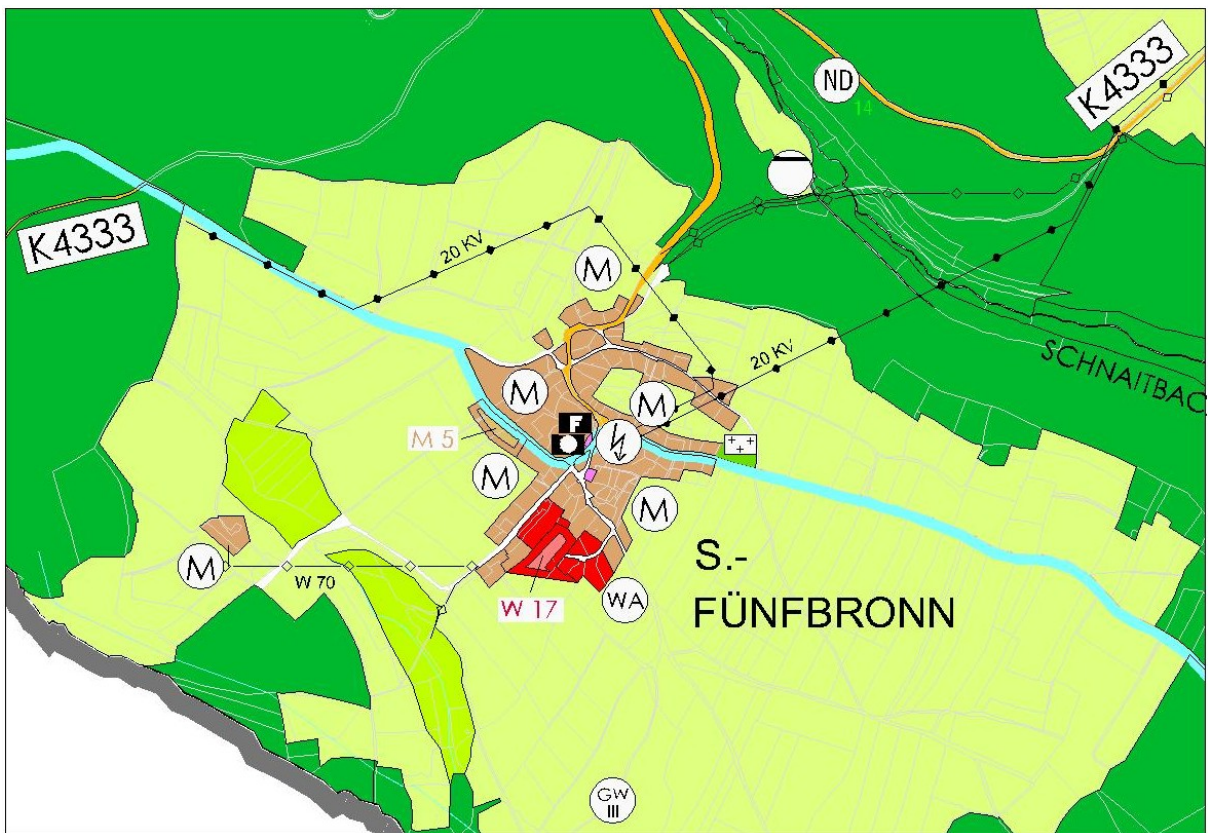 ND
14
K4333
K4333
20 KV
M
SCHNAITBAC
20 KV
M
M
F
M 5
M
M
S.-
FÜNFBRONN
M
W 70
W 17
WA
GW
III